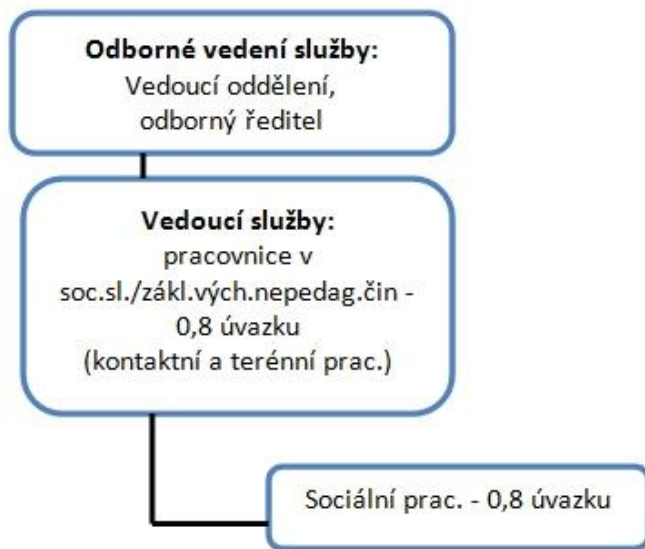 Odborné vedení služby:
Vedoucí oddělení,
odborný ředitel
Vedoucí služby:
pracovnice v
soc.sl./zákl.vých.nepedag.čin -
0,8 úvazku
(kontaktní a terénní prac.)
Sociální prac. - 0,8 úvazku